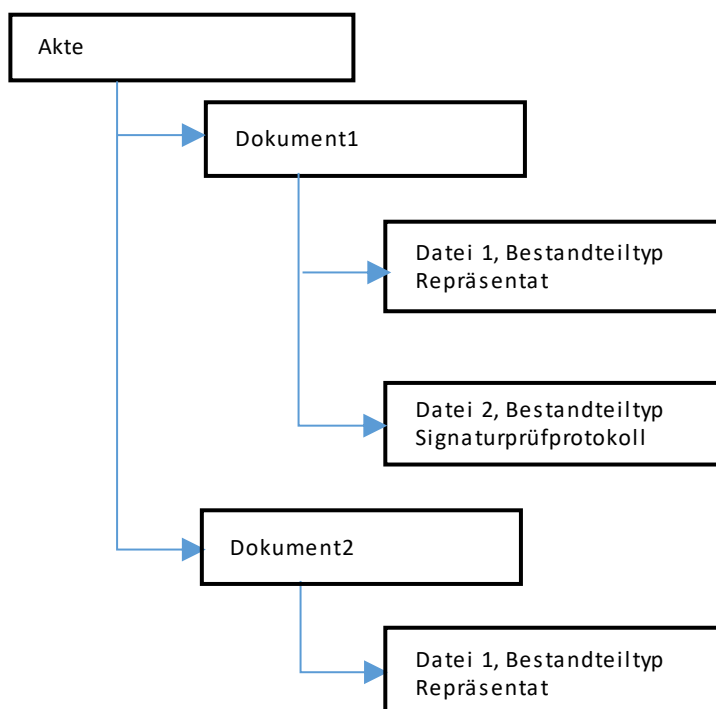 Akte
Dokument1
Datei 1, Bestandteiltyp
Repräsentat
Datei 2, Bestandteiltyp
Signaturprüfprotokoll
Dokument2
Datei 1, Bestandteiltyp
Repräsentat